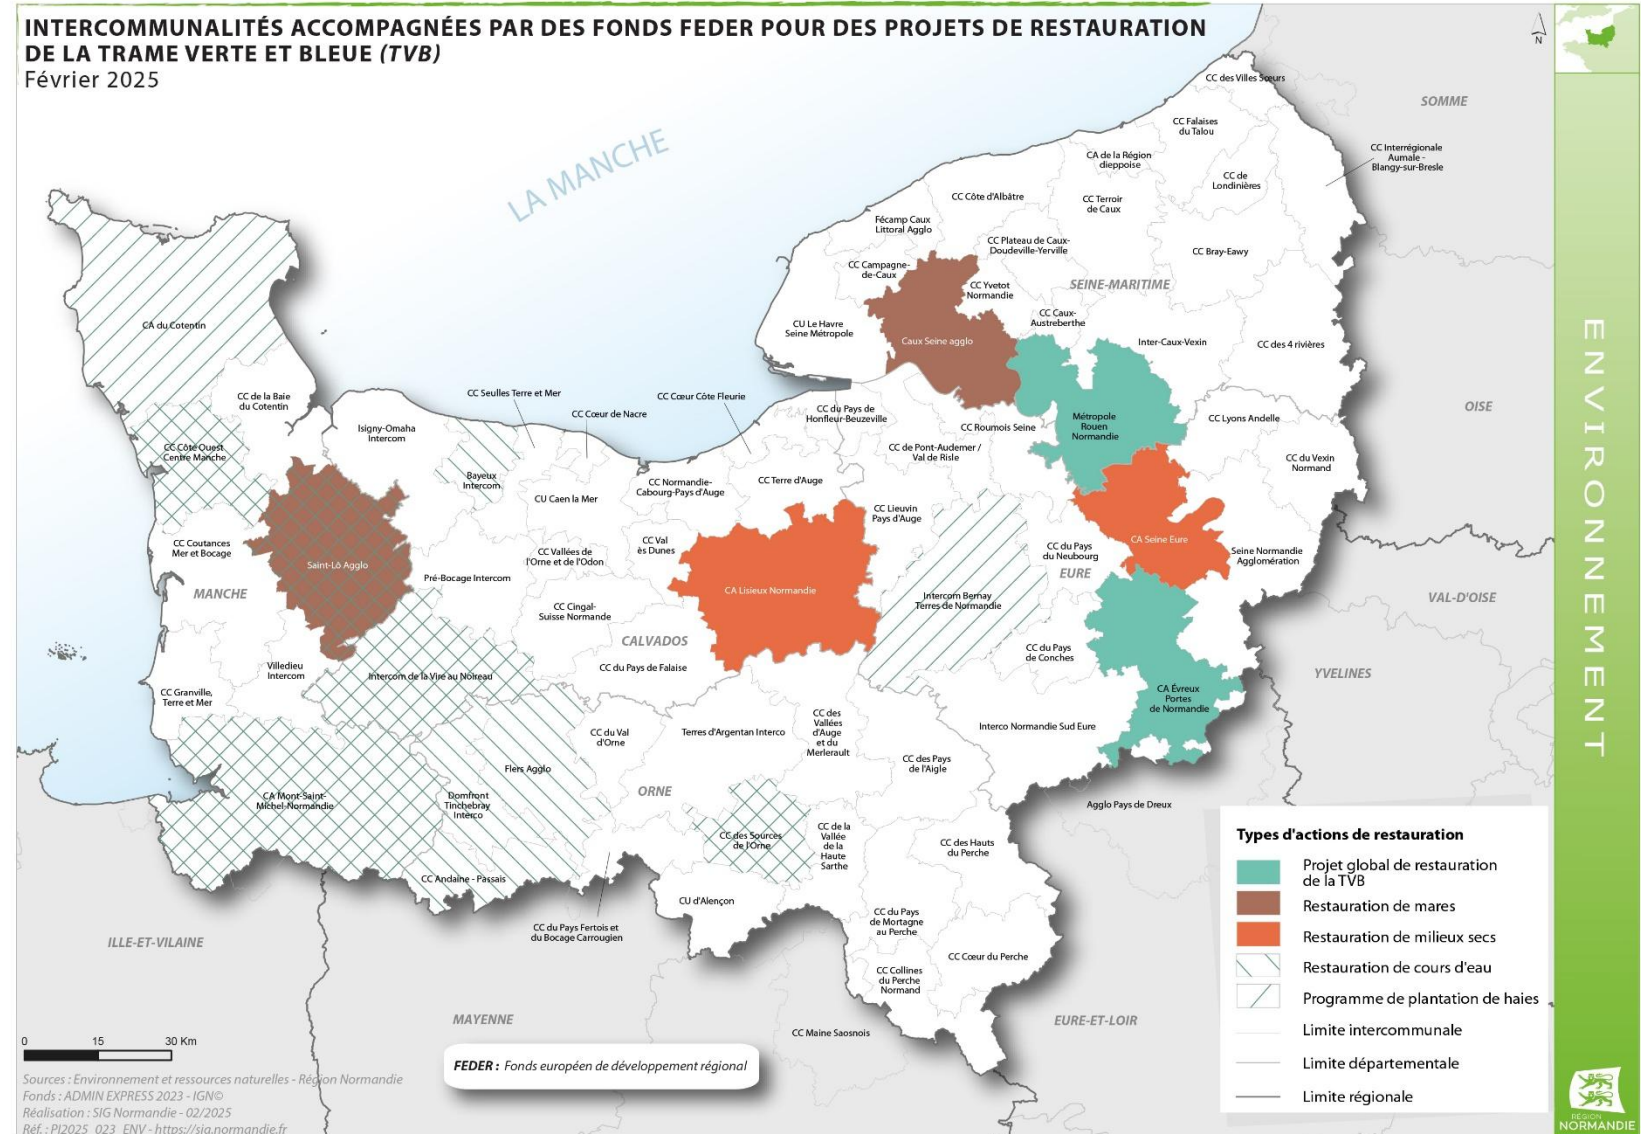 INTERCOMMUNALITÉS ACCOMPAGNÉES PAR DES FONDS FEDER POUR DES PROJETS DE RESTAURATION
DE LA TRAME VERTE ET BLEUE (TVB)
Février 2025
N
LA MANCHE
CC des Villes Sœurs
SOMME
CC Falaises
du Talou
CC Interrégionale
Aumale -
Blangy-sur-Bresle
CA de la Région
dieppoise
CC de
Londinières
CC Côte d'Albâtre
CC Terroir
de Caux
Fécamp Caux
Littoral Agglo
CC Plateau de Caux-
Doudeville-Yerville
CC Bray-Eawy
CC Campagne-
de-Caux
CC Yvetot
Normandie
SEINE-MARITIME
CA du Cotentin
CU Le Havre
Seine Métropole
CC Caux-
Austreberthe
Caux Seine agglo
Inter-Caux-Vexin
CC des 4 rivières
CC de la Baie
du Cotentin
CC Seulles Terre et Mer
CC Cœur de Nacre
CC Cœur Côte Fleurie
CC du Pays de
Honfleur-Beuzeville
OISE
Isigny-Omaha
Intercom
CC Roumois Seine
Métropole
Rouen
Normandie
CC Lyons Andelle
CC Côte Ouest
Centre Manche
CC de Pont-Audemer /
Val de Risle
CC du Vexin
Normand
Bayeux
Intercom
CC Normandie-
Cabourg-Pays d'Auge
CC Terre d'Auge
CU Caen la Mer
CC Lieuvin
Pays d'Auge
CC Coutances
Mer et Bocage
CC Val
ès Dunes
CC Vallées de
l'Orne et de l'Odon
CC du Pays
du Neubourg
CA Seine Eure
Seine Normandie
Agglomération
Saint-Lô Agglo
Pré-Bocage Intercom
EURE
MANCHE
CA Lisieux Normandie
Intercom Bernay
Terres de Normandie
VAL-D'OISE
CC Cingal-
Suisse Normande
CALVADOS
CC du Pays
de Conches
Villedieu
Intercom
Intercom de la Vire au Noireau
CC du Pays de Falaise
YVELINES
CC Granville,
Terre et Mer
CA Évreux
Portes
de Normandie
CC du Val
d'Orne
Terres d'Argentan Interco
CC des
Vallées
d'Auge
et du
Merlerault
Interco Normandie Sud Eure
Flers Agglo
CC des Pays
de l'Aigle
ORNE
CA Mont-Saint-
Michel-Normandie
Domfront
Tinchebray
Interco
Agglo Pays de Dreux
CC des Sources
de l'Orne
CC de la
Vallée
de la
Haute
Sarthe
CC des Hauts
du Perche
CC Andaine - Passais
CU d'Alençon
CC du Pays Fertois et
du Bocage Carrougien
CC du Pays
de Mortagne
au Perche
ILLE-ET-VILAINE
CC Cœur du Perche
CC Collines
du Perche
Normand
MAYENNE
CC Maine Saosnois
EURE-ET-LOIR
Types d'actions de restauration
Projet global de restauration
de la TVB
Restauration de mares
Restauration de milieux secs
Restauration de cours d'eau
Programme de plantation de haies
Limite intercommunale
Limite départementale
Limite régionale
0 15 30 Km
FEDER : Fonds européen de développement régional
Sources : Environnement et ressources naturelles - Région Normandie
Fonds : ADMIN EXPRESS 2023 - IGN©
Réalisation : SIG Normandie - 02/2025
Réf. : PI2025_023_ENV - https://sig.normandie.fr
ENVIRONNEMENT
RÉGION
NORMANDIE